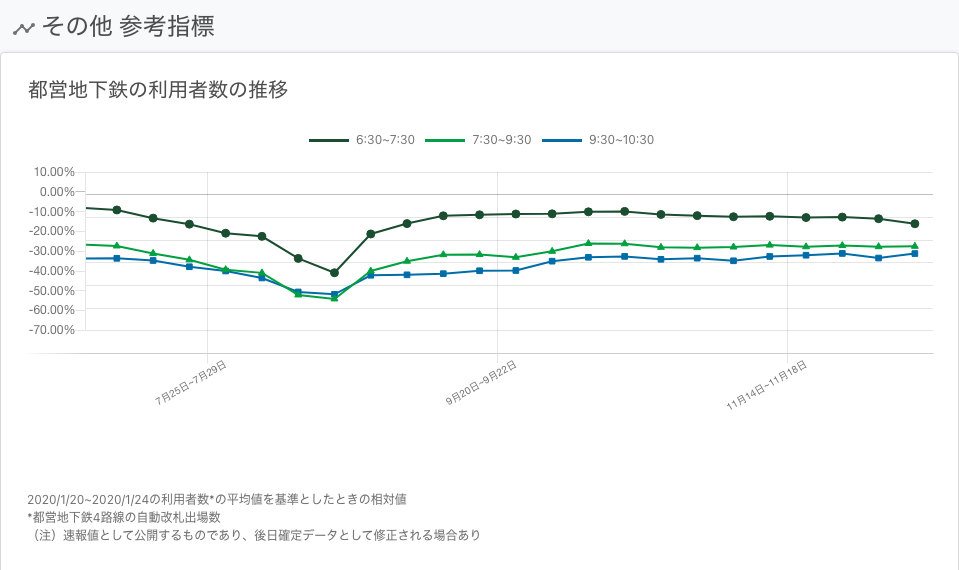 その他 参考指標
都営地下鉄の利用者数の推移
6:30~7:30 7:30~9:30 9:30~10:30
10.00%
0.00%
-10.00%
-20.00%
-30.00%
-40.00%
-50.00%
-60.00%
-70.00%
7月25日~7月29日 9月20日~9月22日 11月14日~11月18日
2020/1/20~2020/1/24の利用者数*の平均値を基準としたときの相対値
*都営地下鉄4路線の自動改札出場数
（注）速報値として公開するものであり、後日確定データとして修正される場合あり